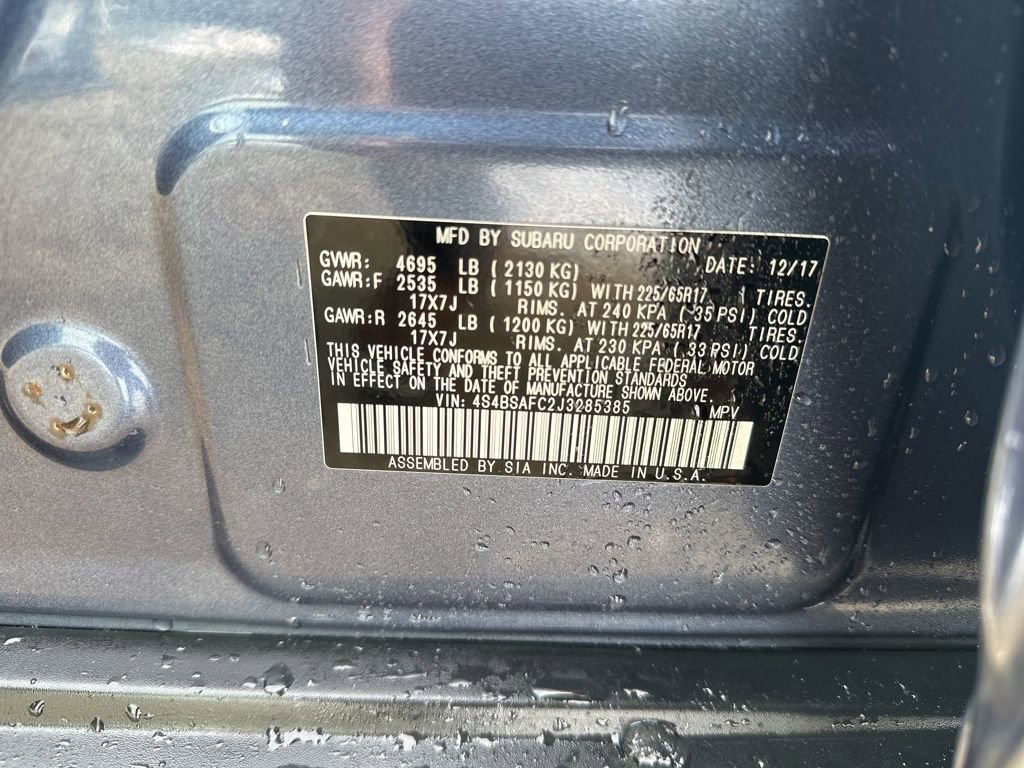 MFD BY SUBARU CORPORATION
GVWR: 4695 LB ( 2130 KG) DATE: 12/17
GAWR:F 2535 LB ( 1150 KG) WITH 225/65R17 TIRES.
17X7J RIMS. AT 240 KPA ( 35 PSI) COLD
GAWR:R 2645 LB ( 1200 KG) WITH 225/65R17 TIRES.
17X7J RIMS. AT 230 KPA ( 33 PSI) COLD
THIS VEHICLE CONFORMS TO ALL APPLICABLE FEDERAL MOTOR
VEHICLE SAFETY AND THEFT PREVENTION STANDARDS
IN EFFECT ON THE DATE OF MANUFACTURE SHOWN ABOVE.
VIN: 4S4BSAFC2J3285385 MPV
ASSEMBLED BY SIA INC. MADE IN U.S.A.